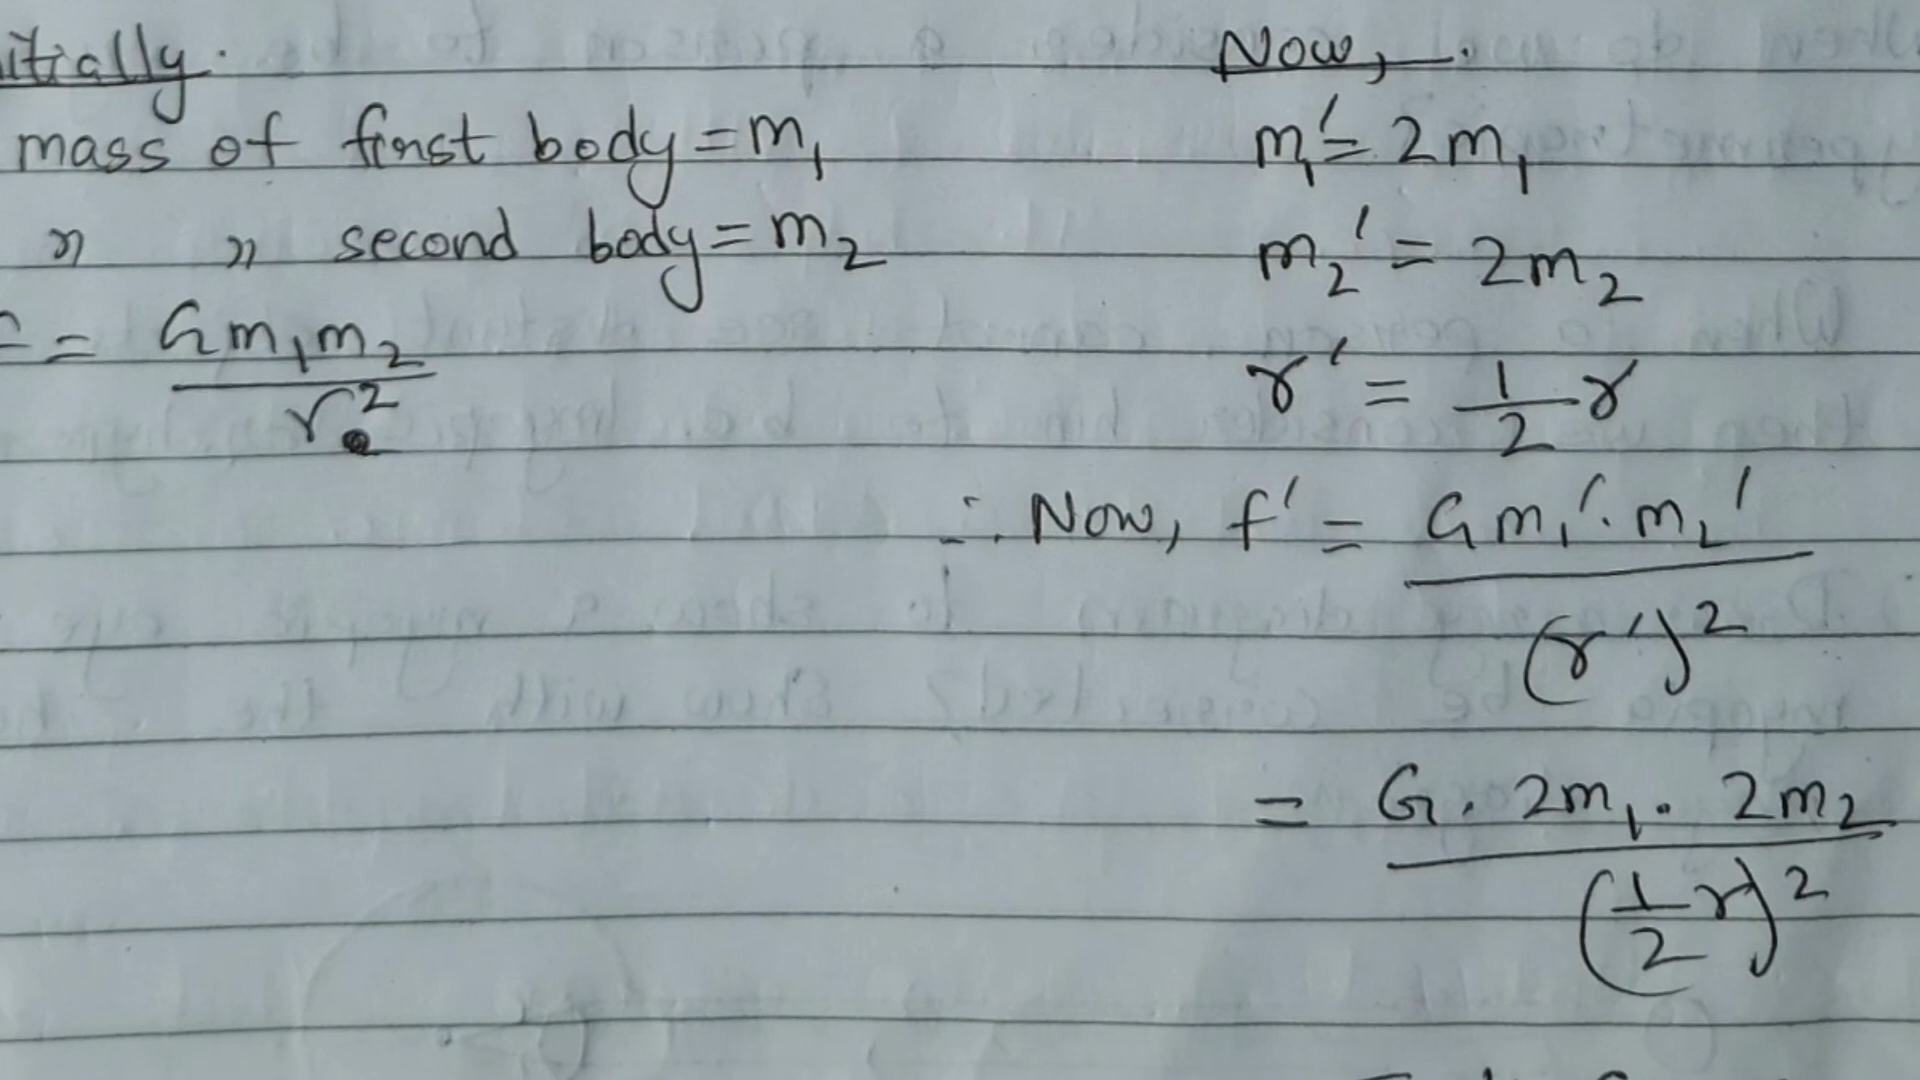 itially.
mass of first body = m₁
" " second body = m₂
= Gm₁m₂
r²
Now,
m₁' = 2m₁
m₂' = 2m₂
r' = 1/2 r
∴ Now, f' = Gm₁'. m₂'
(r')²
= G. 2m₁. 2m₂
(1/2 r)²